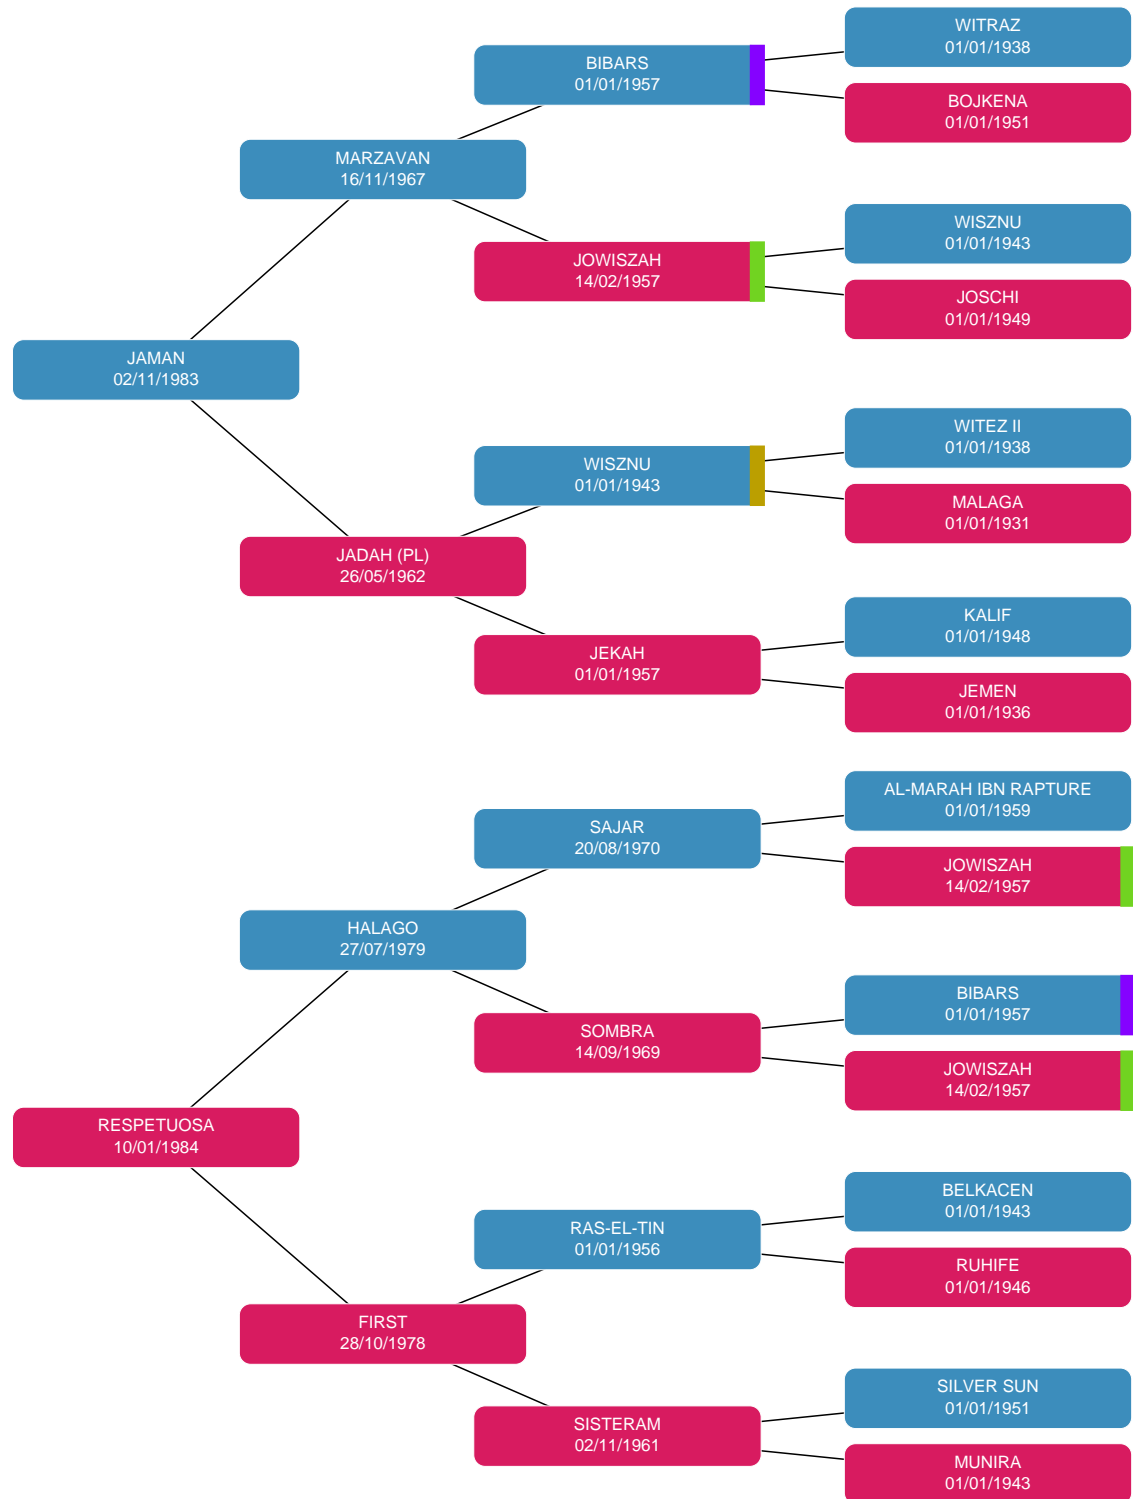 WITRAZ
01/01/1938
BIBARS
01/01/1957
BOJKENA
01/01/1951
MARZAVAN
16/11/1967
WISZNU
01/01/1943
JOWISZAH
14/02/1957
JOSCHI
01/01/1949
JAMAN
02/11/1983
WITEZ II
01/01/1938
WISZNU
01/01/1943
MALAGA
01/01/1931
JADAH (PL)
26/05/1962
KALIF
01/01/1948
JEKAH
01/01/1957
JEMEN
01/01/1936
AL-MARAH IBN RAPTURE
01/01/1959
SAJAR
20/08/1970
JOWISZAH
14/02/1957
HALAGO
27/07/1979
BIBARS
01/01/1957
SOMBRA
14/09/1969
JOWISZAH
14/02/1957
RESPETUOSA
10/01/1984
BELKACEN
01/01/1943
RAS-EL-TIN
01/01/1956
RUHIFE
01/01/1946
FIRST
28/10/1978
SILVER SUN
01/01/1951
SISTERAM
02/11/1961
MUNIRA
01/01/1943